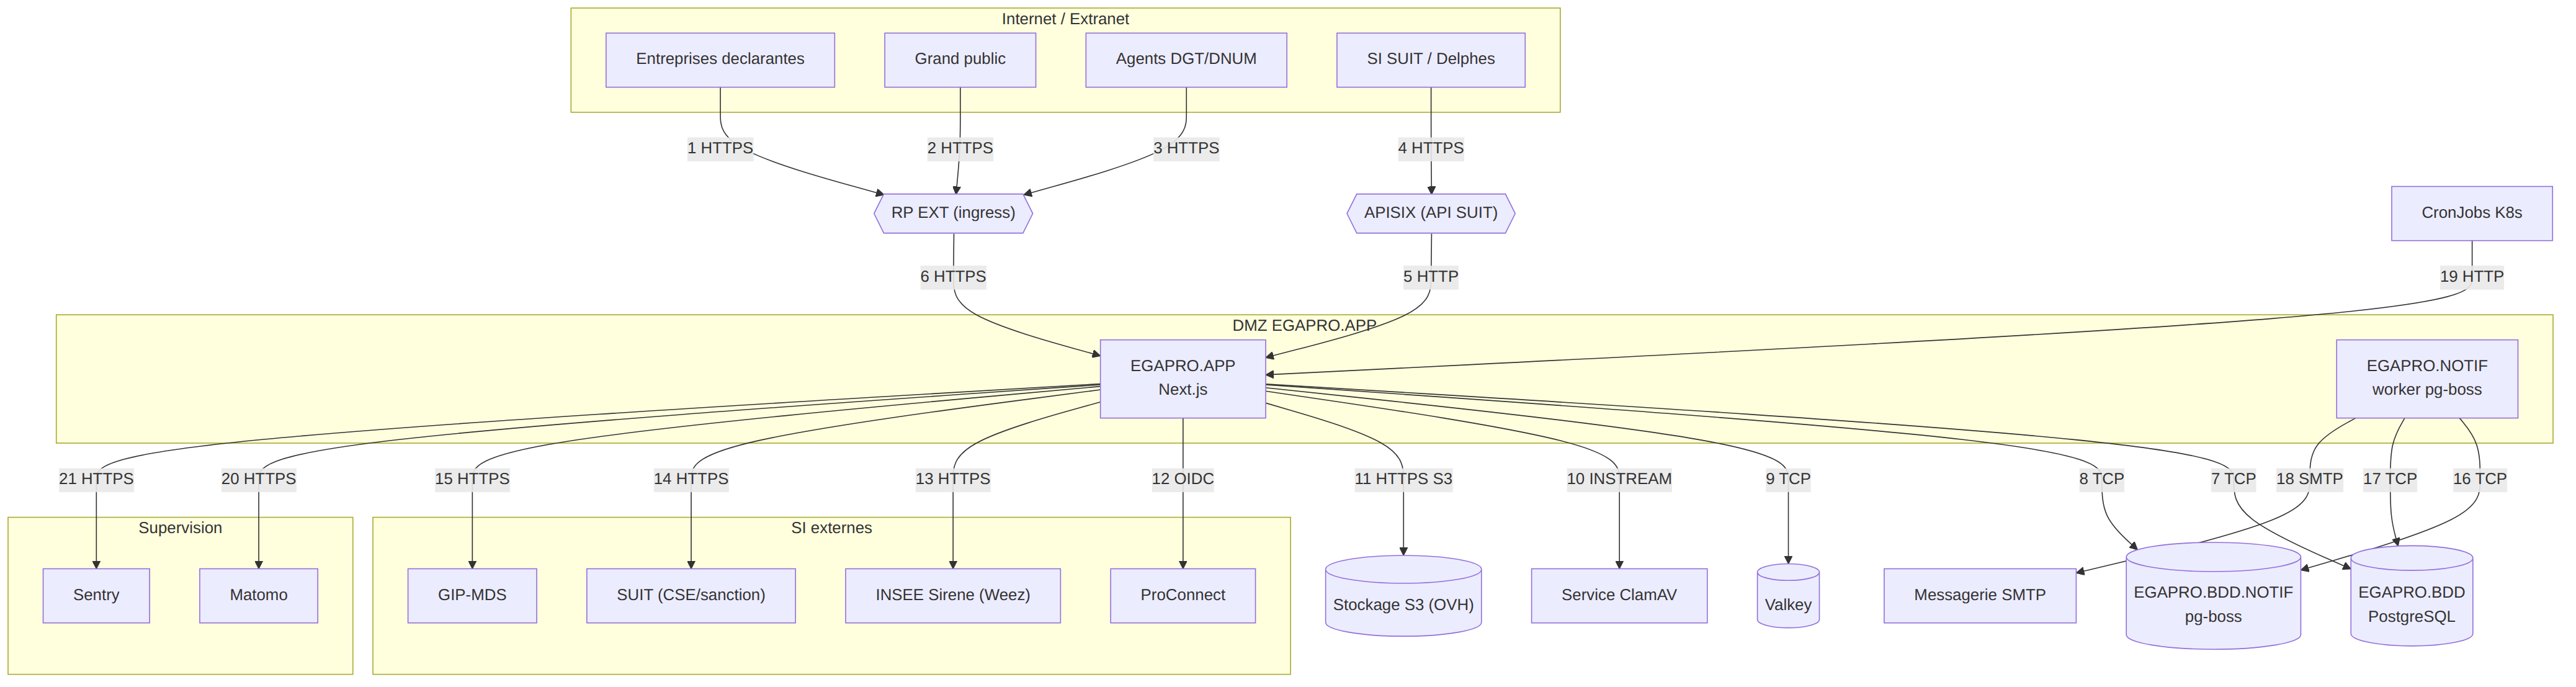 Internet / Extranet
Entreprises declarantes
Grand public
Agents DGT/DNUM
SI SUIT / Delphes
1 HTTPS
2 HTTPS
3 HTTPS
4 HTTPS
RP EXT (ingress)
APISIX (API SUIT)
CronJobs K8s
6 HTTPS
5 HTTP
19 HTTP
DMZ EGAPRO.APP
EGAPRO.APP
Next.js
EGAPRO.NOTIF
worker pg-boss
21 HTTPS
20 HTTPS
15 HTTPS
14 HTTPS
13 HTTPS
12 OIDC
11 HTTPS S3
10 INSTREAM
9 TCP
8 TCP
7 TCP
18 SMTP
17 TCP
16 TCP
Supervision
SI externes
Sentry
Matomo
GIP-MDS
SUIT (CSE/sanction)
INSEE Sirene (Weez)
ProConnect
Stockage S3 (OVH)
Service ClamAV
Valkey
Messagerie SMTP
EGAPRO.BDD.NOTIF
pg-boss
EGAPRO.BDD
PostgreSQL